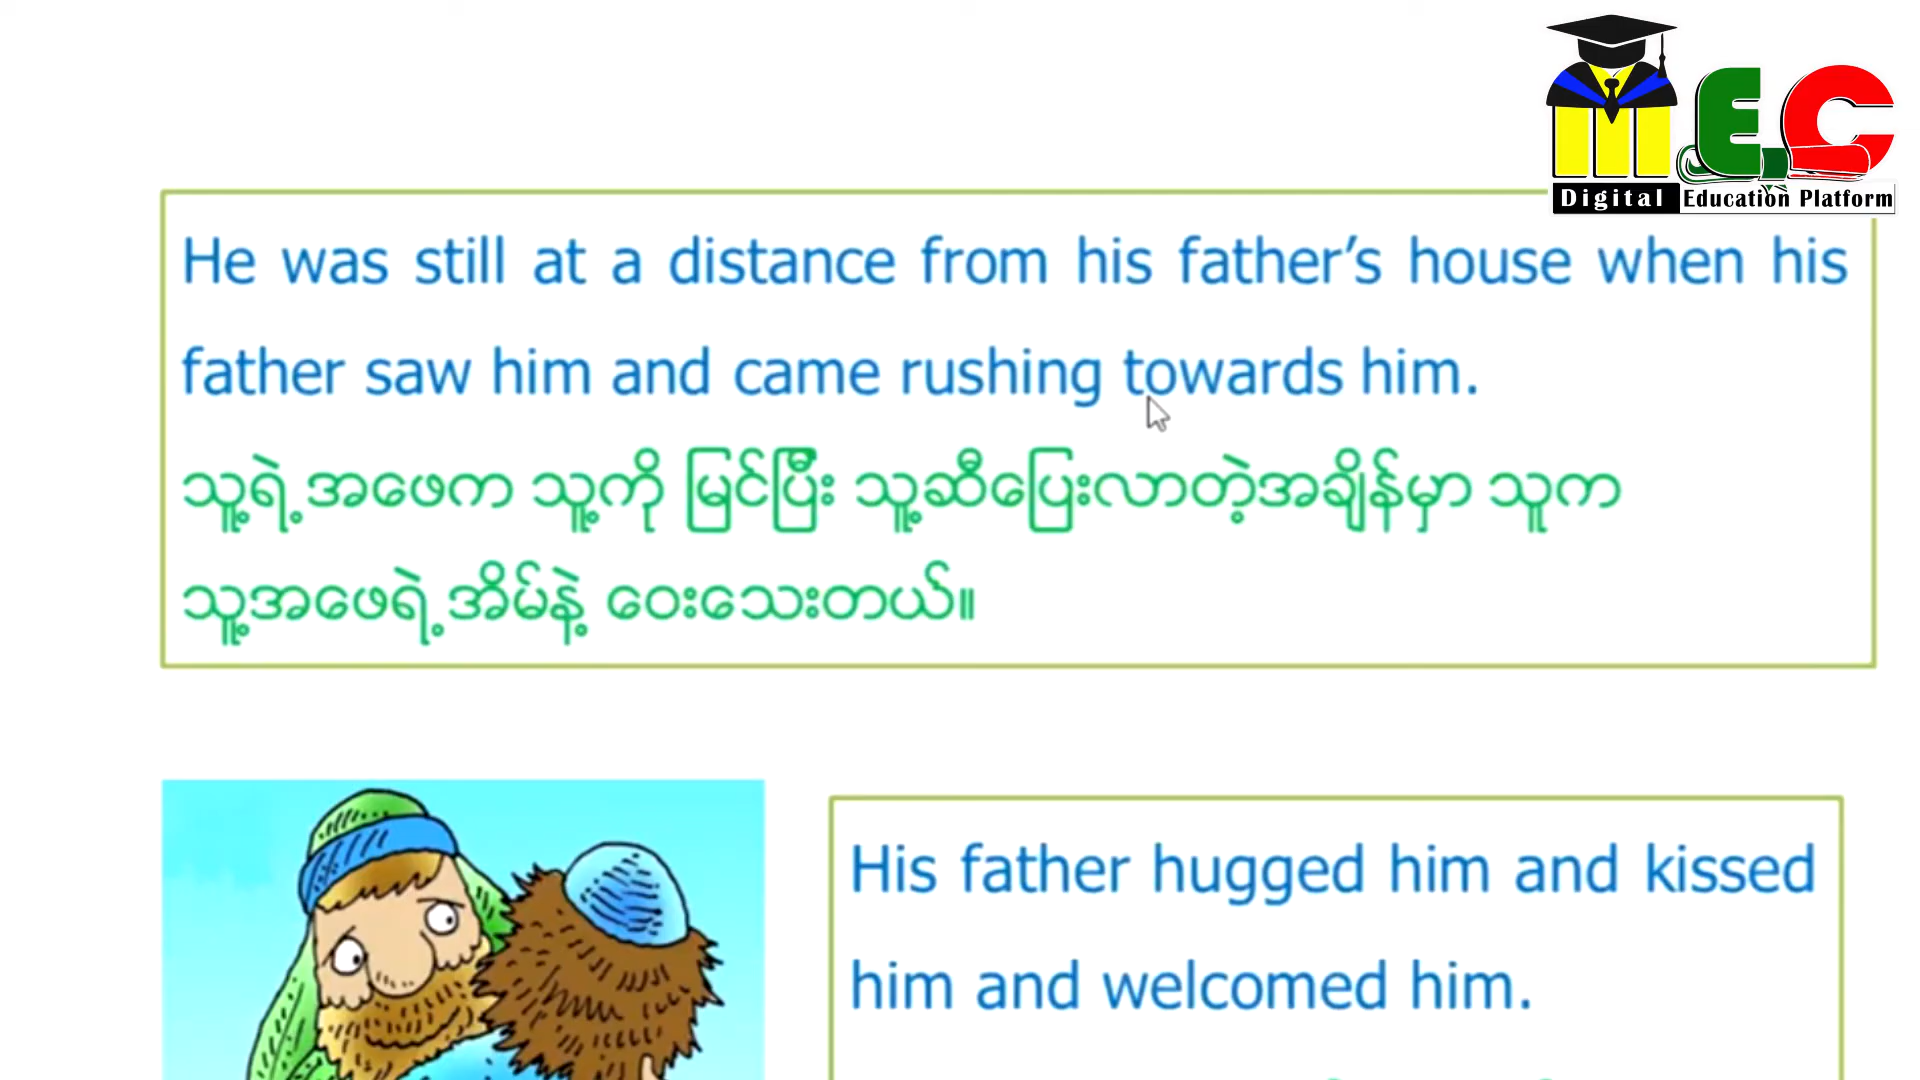 MEC
Digital Education Platform
He was still at a distance from his father’s house when his
father saw him and came rushing towards him.
သူ့ရဲ့အဖေက သူ့ကို မြင်ပြီး သူ့ဆီပြေးလာတဲ့အချိန်မှာ သူက
သူ့အဖေရဲ့အိမ်နဲ့ ဝေးသေးတယ်။
His father hugged him and kissed
him and welcomed him.